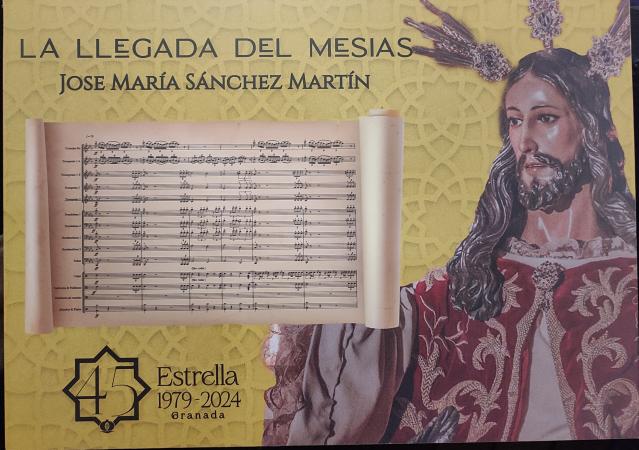 LA LLEGADA DEL MESIAS
JOSE MARÍA SÁNCHEZ MARTÍN
45
Estrella
1979-2024
Granada